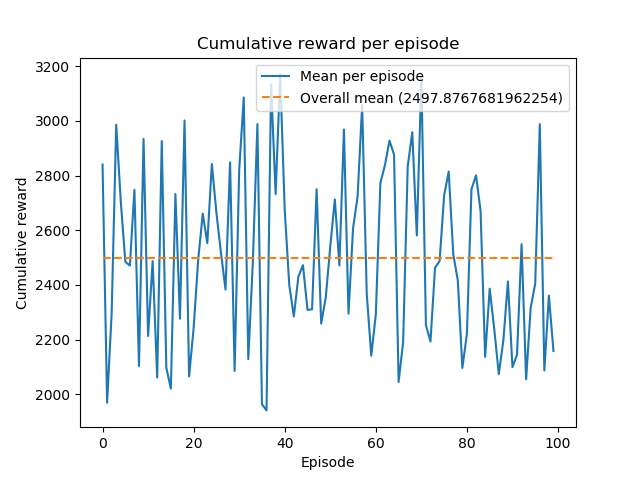 Cumulative reward per episode
Mean per episode
Overall mean (2497.8767681962254)
3200
3000
2800
2600
2400
2200
2000
Cumulative reward
0 20 40 60 80 100
Episode